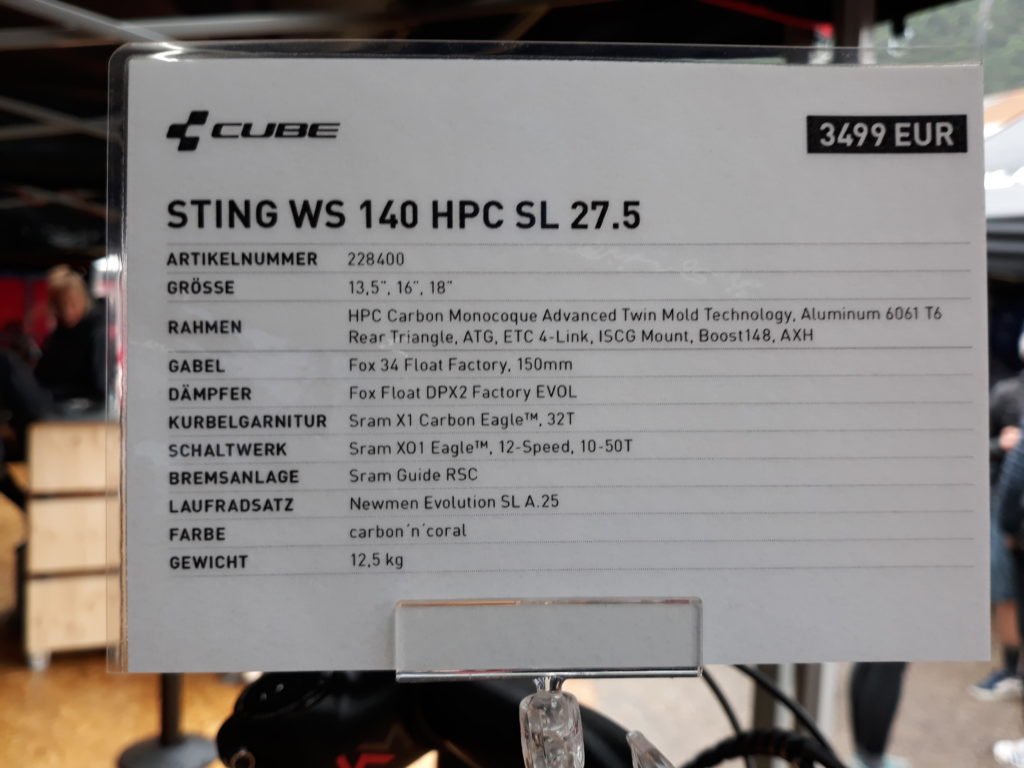 CUBE
3499 EUR
STING WS 140 HPC SL 27.5
ARTIKELNUMMER 228400
GRÖSSE 13,5˝, 16˝, 18˝
RAHMEN HPC Carbon Monocoque Advanced Twin Mold Technology, Aluminum 6061 T6
Rear Triangle, ATG, ETC 4-Link, ISCG Mount, Boost148, AXH
GABEL Fox 34 Float Factory, 150mm
DÄMPFER Fox Float DPX2 Factory EVOL
KURBELGARNITUR Sram X1 Carbon Eagle™, 32T
SCHALTWERK Sram XO1 Eagle™, 12-Speed, 10-50T
BREMSANLAGE Sram Guide RSC
LAUFRADSATZ Newmen Evolution SL A.25
FARBE carbon´n´coral
GEWICHT 12,5 kg